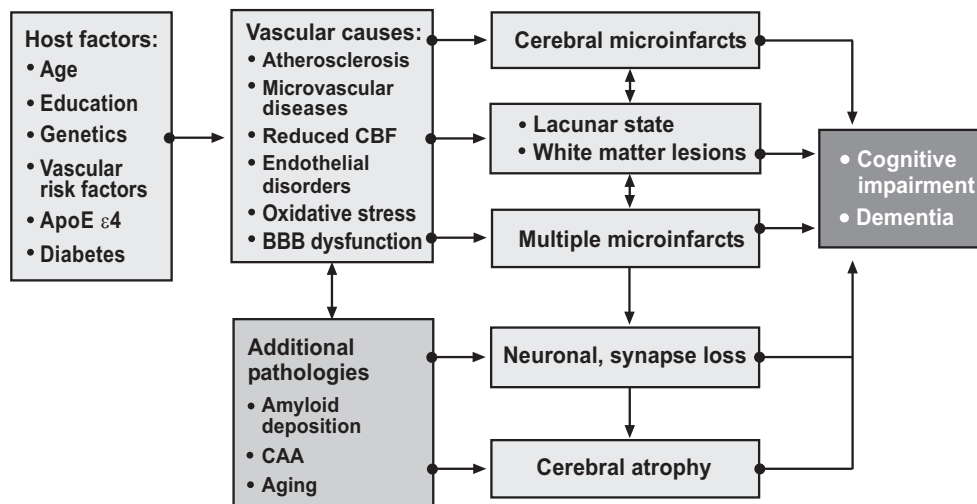 Host factors:
• Age
• Education
• Genetics
• Vascular
risk factors
• ApoE ε4
• Diabetes
Vascular causes:
• Atherosclerosis
• Microvascular
diseases
• Reduced CBF
• Endothelial
disorders
• Oxidative stress
• BBB dysfunction
Additional
pathologies
• Amyloid
deposition
• CAA
• Aging
Cerebral microinfarcts
• Lacunar state
• White matter lesions
Multiple microinfarcts
Neuronal, synapse loss
Cerebral atrophy
• Cognitive
impairment
• Dementia